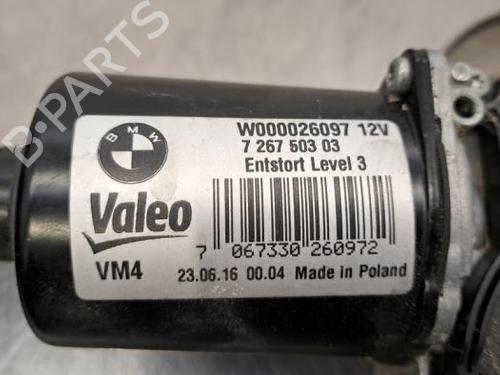 BMW
W000026097 12V
7 267 503 03
Entstort Level 3
Valeo
7 067330 260972
VM4
23.06.16 00.04 Made in Poland
B-PARTS